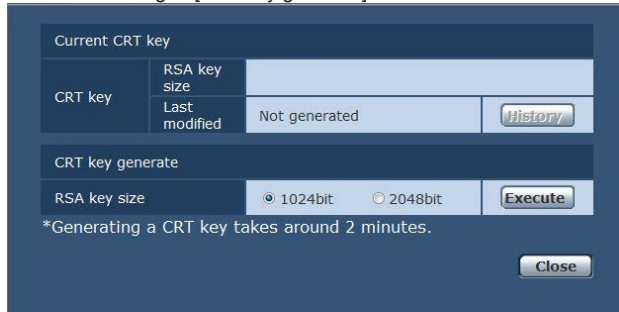 Current CRT key
CRT key
RSA key
size
Last
modified
Not generated
History
CRT key generate
RSA key size
1024bit
2048bit
Execute
*Generating a CRT key takes around 2 minutes.
Close